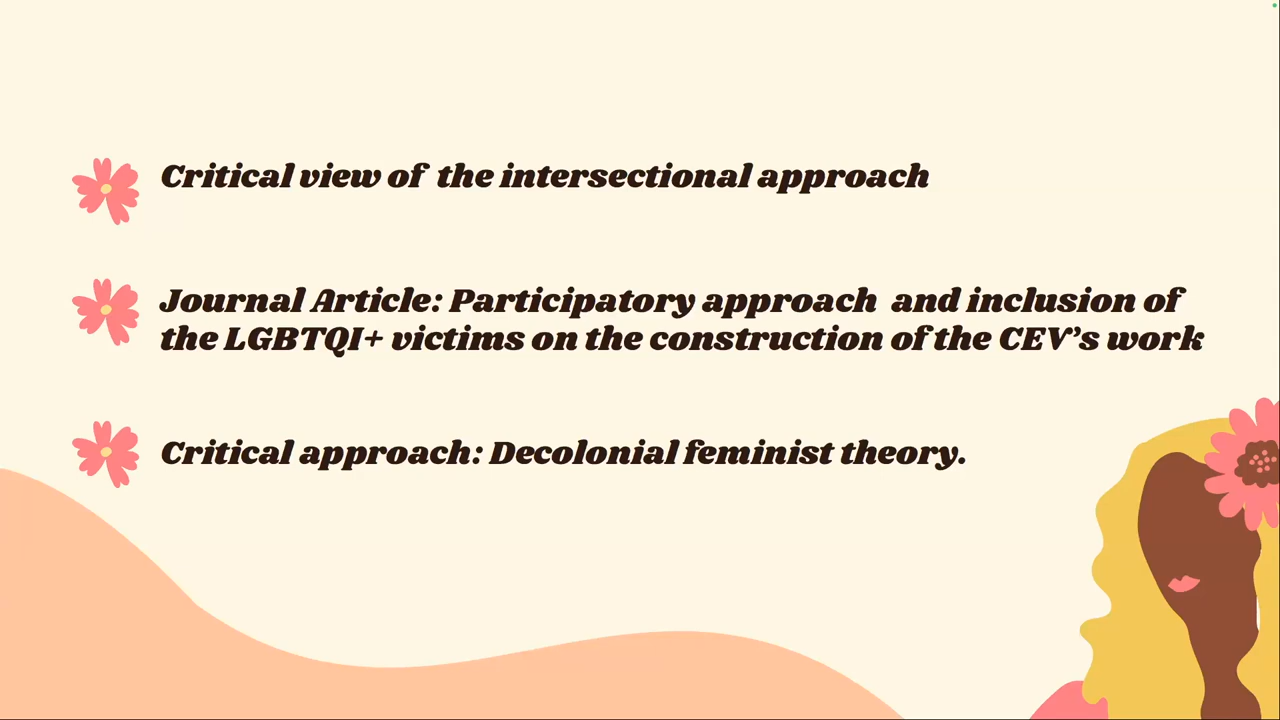 Critical view of the intersectional approach
Journal Article: Participatory approach and inclusion of
the LGBTQI+ victims on the construction of the CEV's work
Critical approach: Decolonial feminist theory.